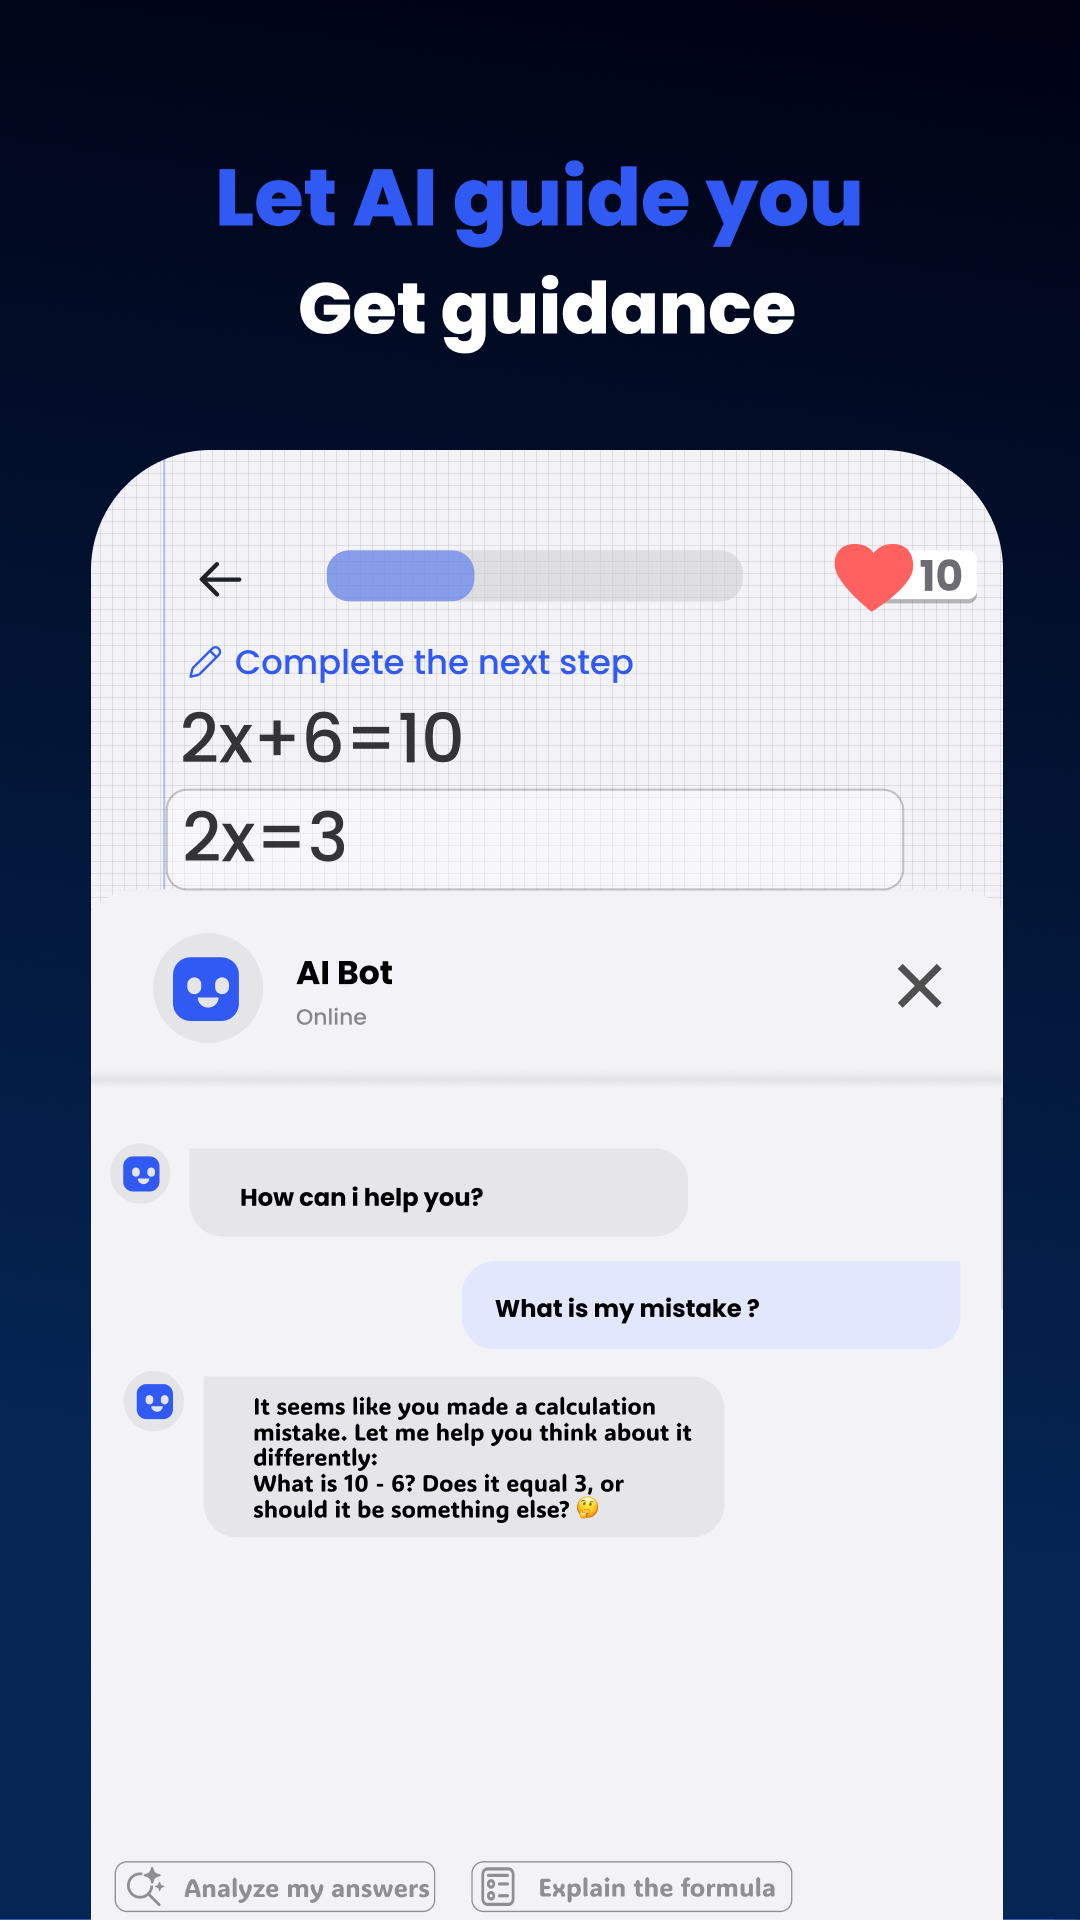 Let AI guide you
Get guidance
10
Complete the next step
2x+6=10
2x=3
AI Bot
Online
How can i help you?
What is my mistake ?
It seems like you made a calculation
mistake. Let me help you think about it
differently:
What is 10 - 6? Does it equal 3, or
should it be something else? 🤔
Analyze my answers
Explain the formula